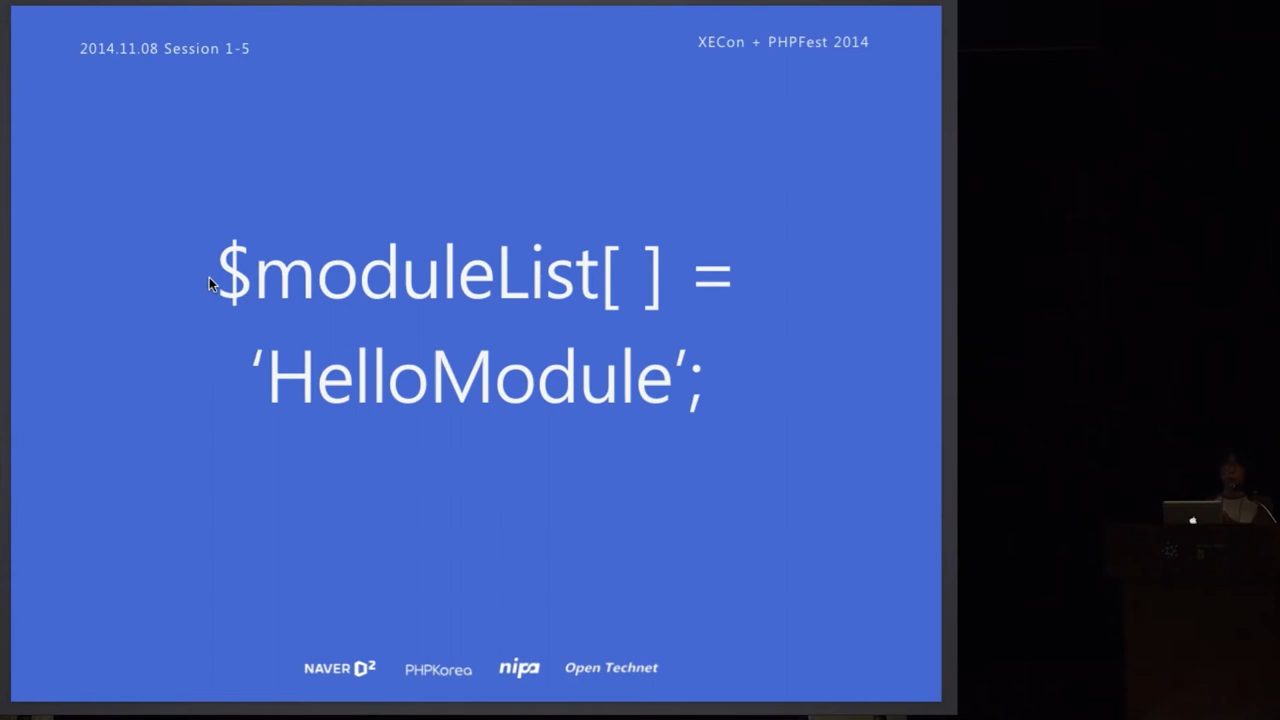 2014.11.08 Session 1-5
XECon + PHPFest 2014
$moduleList[ ] =
‘HelloModule’;
NAVER D2
PHPKorea
nipa
Open Technet